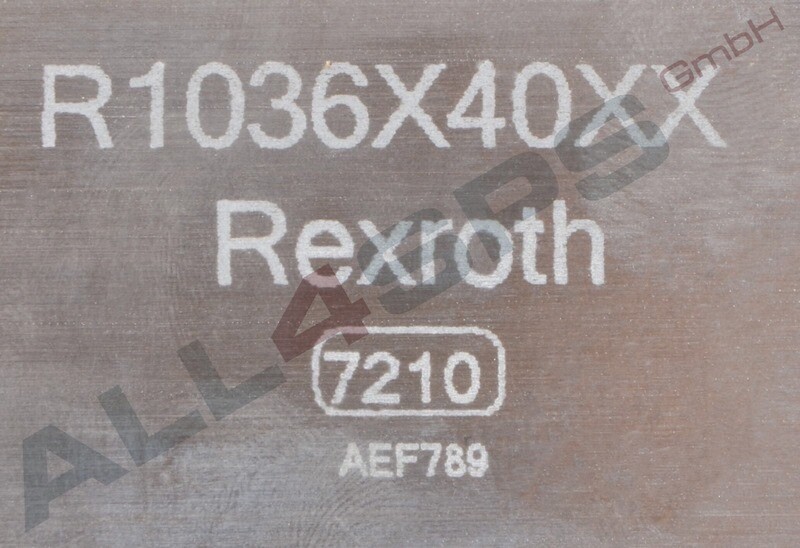 R1036X40XX
Rexroth
7210
AEF789
ALL4SPS GmbH